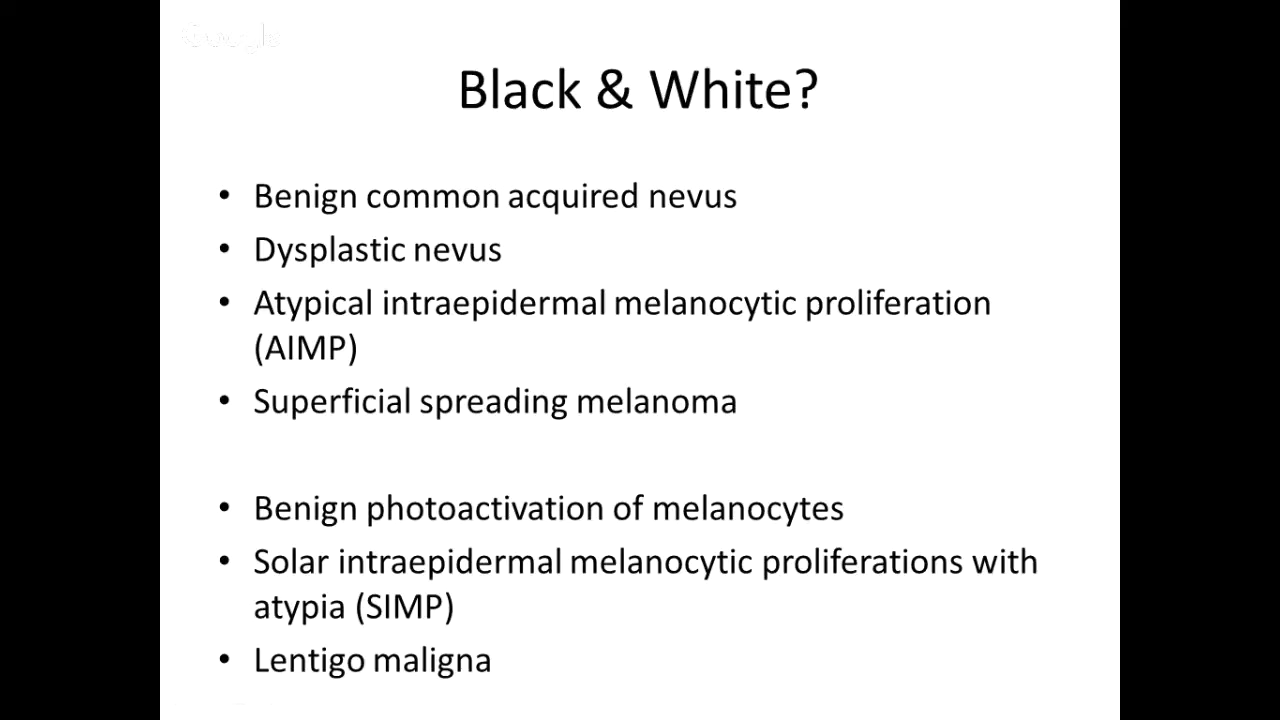 Google
Black & White?
• Benign common acquired nevus
• Dysplastic nevus
• Atypical intraepidermal melanocytic proliferation
(AIMP)
• Superficial spreading melanoma
• Benign photoactivation of melanocytes
• Solar intraepidermal melanocytic proliferations with
atypia (SIMP)
• Lentigo maligna